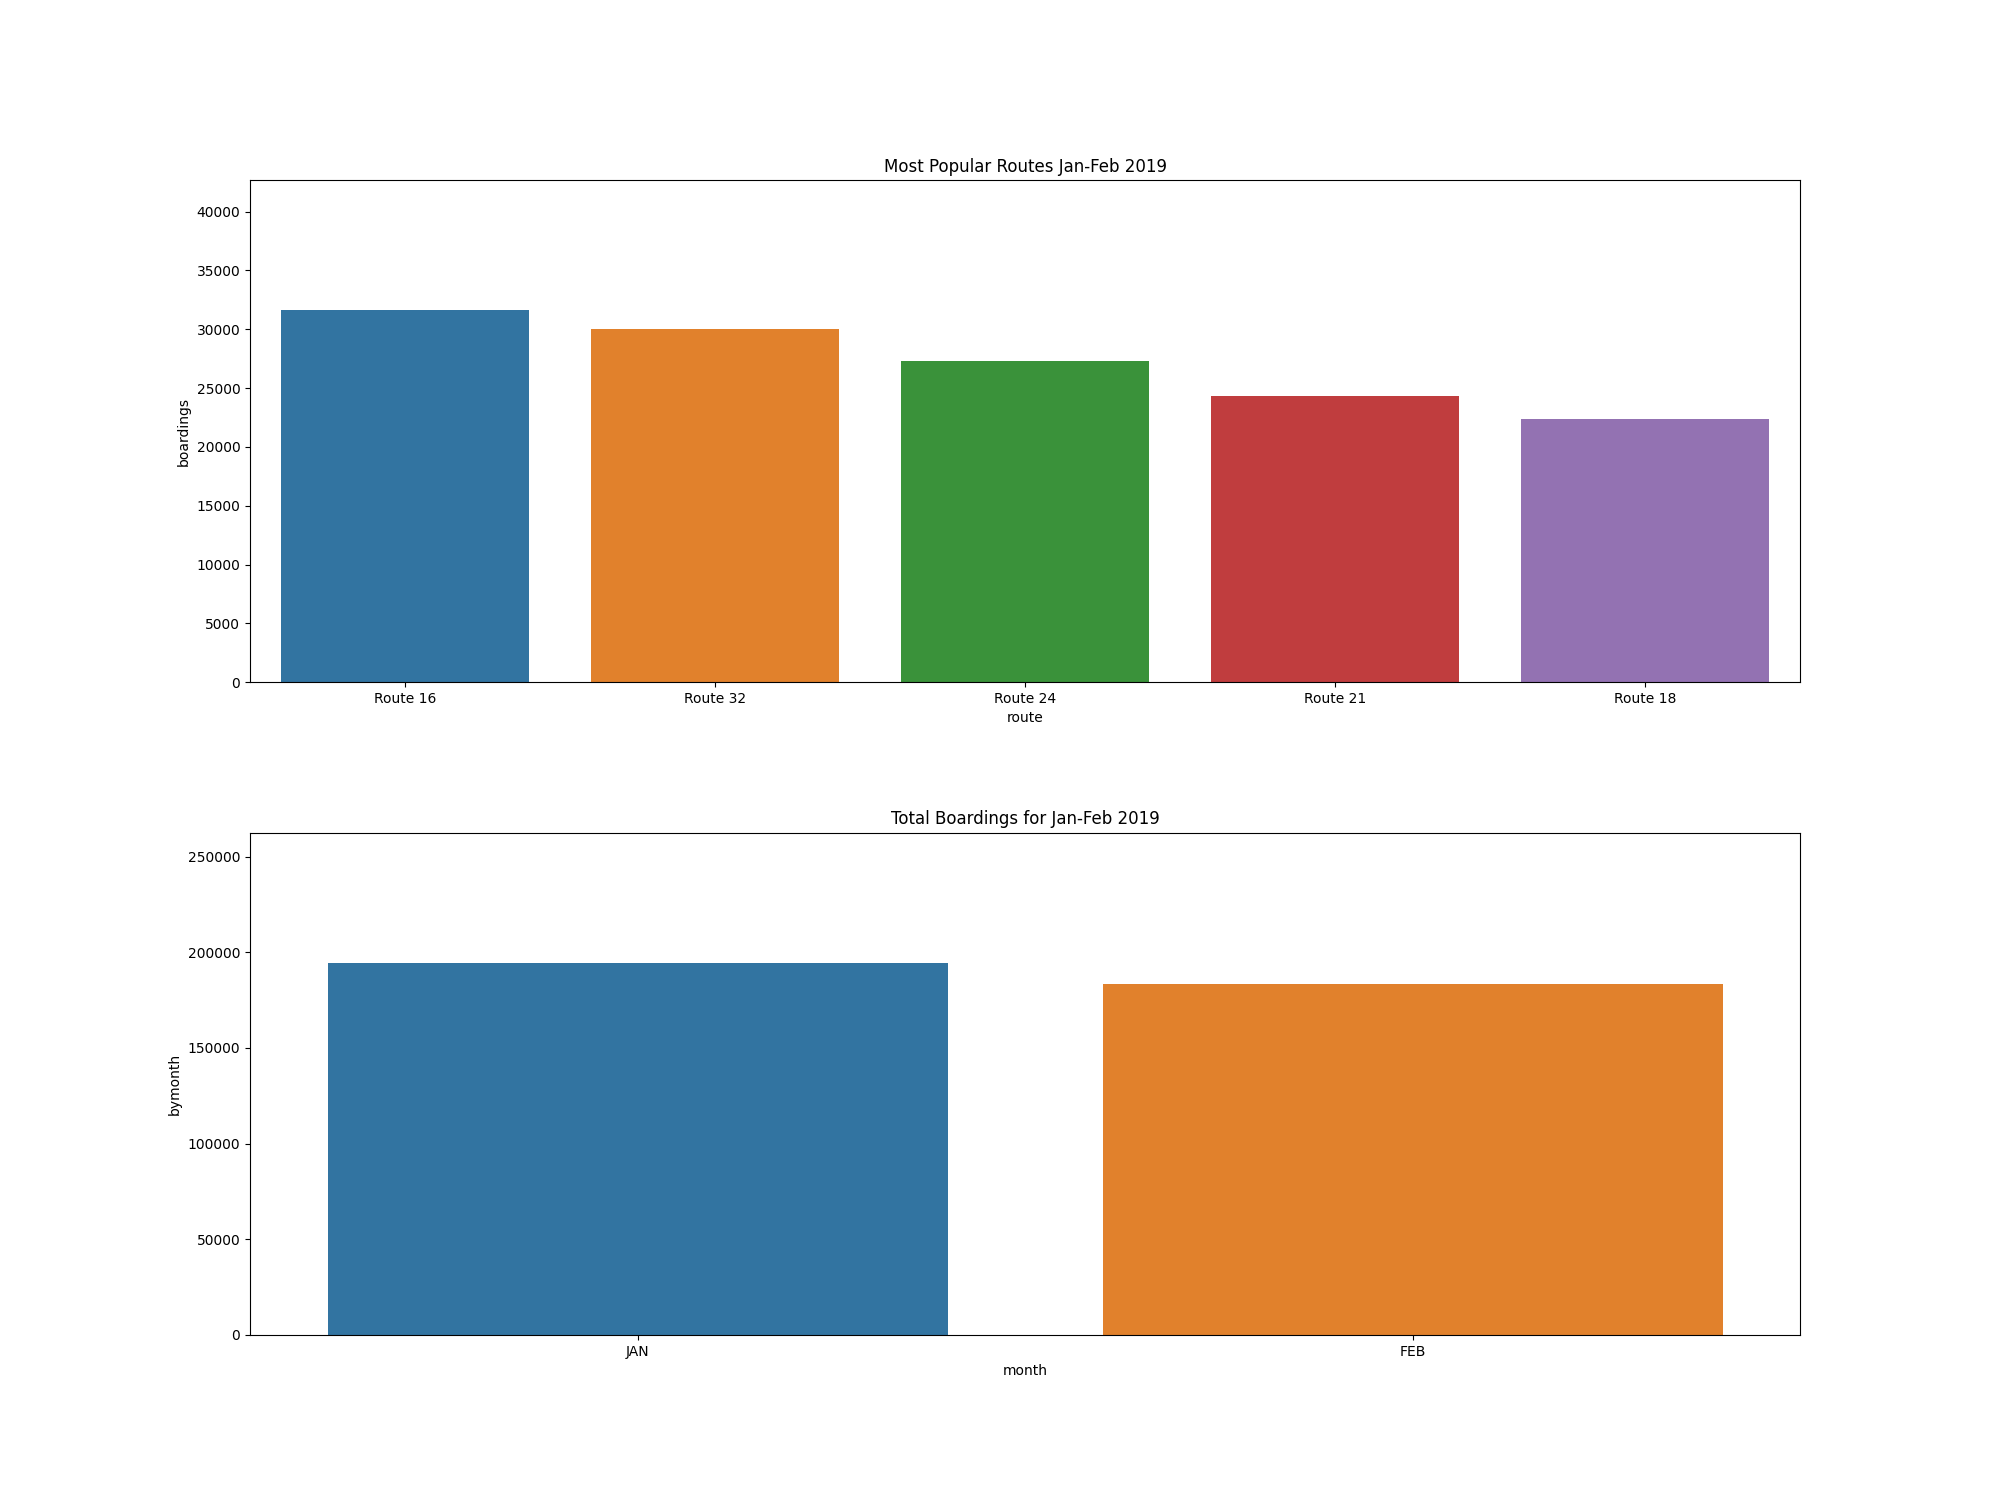 Most Popular Routes Jan-Feb 2019
40000
35000
30000
25000
20000
15000
10000
5000
0
boardings
Route 16 Route 32 Route 24 Route 21 Route 18
route
Total Boardings for Jan-Feb 2019
250000
200000
150000
100000
50000
0
bymonth
JAN FEB
month